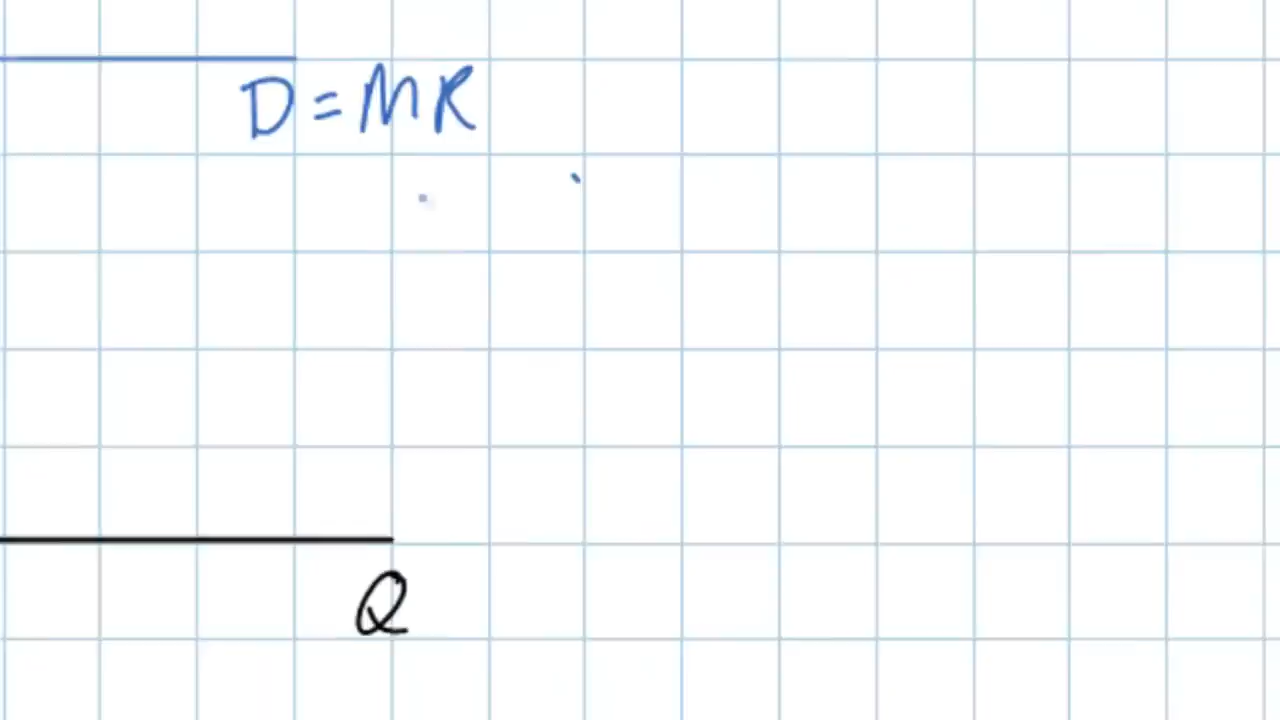 D = MR
Q